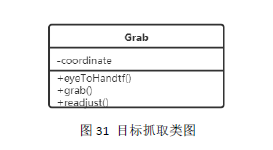 Grab
-coordinate
+eyeToHandtf()
+grab()
+readjust()
图 31 目标抓取类图